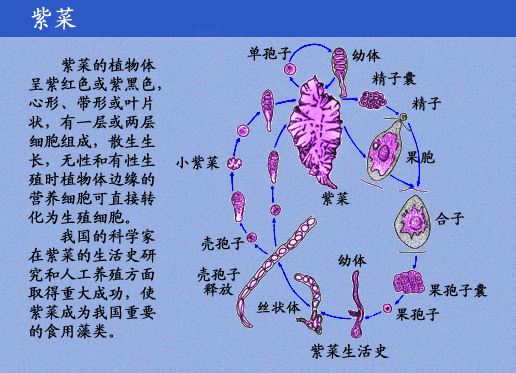 紫菜
紫菜的植物体
呈紫红色或紫黑色，
心形、带形或叶片
状，有一层或两层
细胞组成，散生生
长，无性和有性生
殖时植物体边缘的
营养细胞可直接转
化为生殖细胞。
我国的科学家
在紫菜的生活史研
究和人工养殖方面
取得重大成功，使
紫菜成为我国重要
的食用藻类。
单孢子
幼体
精子囊
精子
果胞
小紫菜
紫菜
合子
壳孢子
幼体
壳孢子
释放
丝状体
果孢子囊
果孢子
紫菜生活史